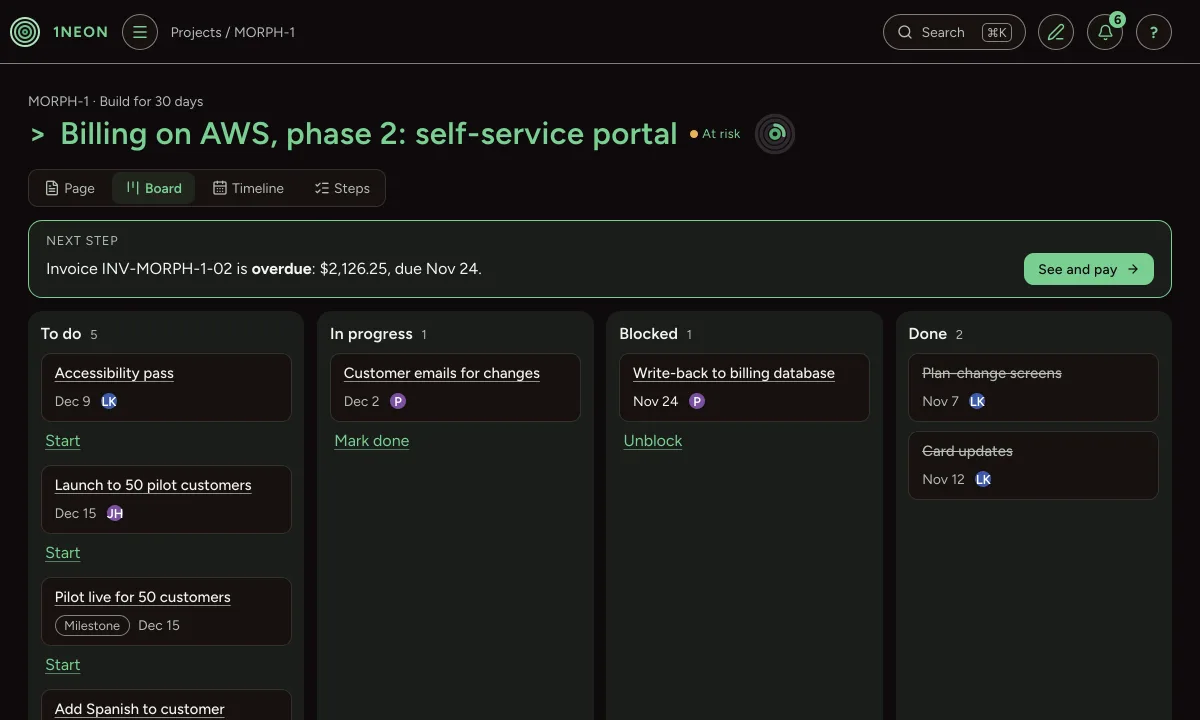 1NEON
Projects / MORPH-1
Search ⌘K
6
?
MORPH-1 · Build for 30 days
> Billing on AWS, phase 2: self-service portal
At risk
Page
Board
Timeline
Steps
NEXT STEP
Invoice INV-MORPH-1-02 is overdue: $2,126.25, due Nov 24.
See and pay →
To do 5
Accessibility pass
Dec 9 LK
Start
Launch to 50 pilot customers
Dec 15 JH
Start
Pilot live for 50 customers
Milestone Dec 15
Start
Add Spanish to customer
In progress 1
Customer emails for changes
Dec 2 P
Mark done
Blocked 1
Write-back to billing database
Nov 24 P
Unblock
Done 2
Plan-change screens
Nov 7 LK
Card updates
Nov 12 LK